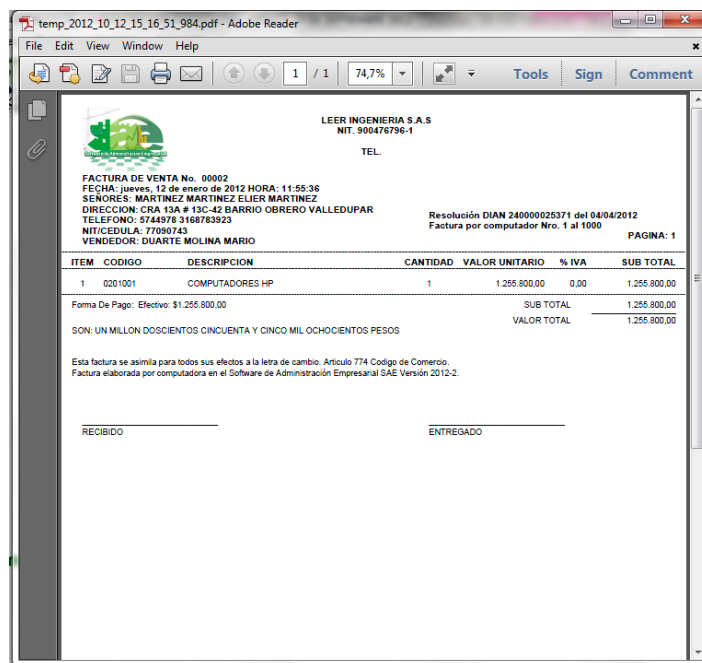 temp_2012_10_12_15_16_51_984.pdf - Adobe Reader
File Edit View Window Help
1 / 1 74,7% Tools Sign Comment
sae
LEER INGENIERIA S.A.S
NIT. 900476796-1
TEL.
FACTURA DE VENTA No. 00002
FECHA: jueves, 12 de enero de 2012 HORA: 11:55:36
SEÑORES: MARTINEZ MARTINEZ ELIER MARTINEZ
DIRECCION: CRA 13A # 13C-42 BARRIO OBRERO VALLEDUPAR
TELEFONO: 5744978 3168783923
NIT/CEDULA: 77090743
VENDEDOR: DUARTE MOLINA MARIO
Resolución DIAN 240000025371 del 04/04/2012
Factura por computador Nro. 1 al 1000
PAGINA: 1
ITEM CODIGO DESCRIPCION CANTIDAD VALOR UNITARIO % IVA SUB TOTAL
1 0201001 COMPUTADORES HP 1 1.255.800,00 0,00 1.255.800,00
Forma De Pago: Efectivo: $1.255.800,00
SUB TOTAL 1.255.800,00
VALOR TOTAL 1.255.800,00
SON: UN MILLON DOSCIENTOS CINCUENTA Y CINCO MIL OCHOCIENTOS PESOS
Esta factura se asimila para todos sus efectos a la letra de cambio. Articulo 774 Codigo de Comercio.
Factura elaborada por computadora en el Software de Administración Empresarial SAE Versión 2012-2.
RECIBIDO ENTREGADO